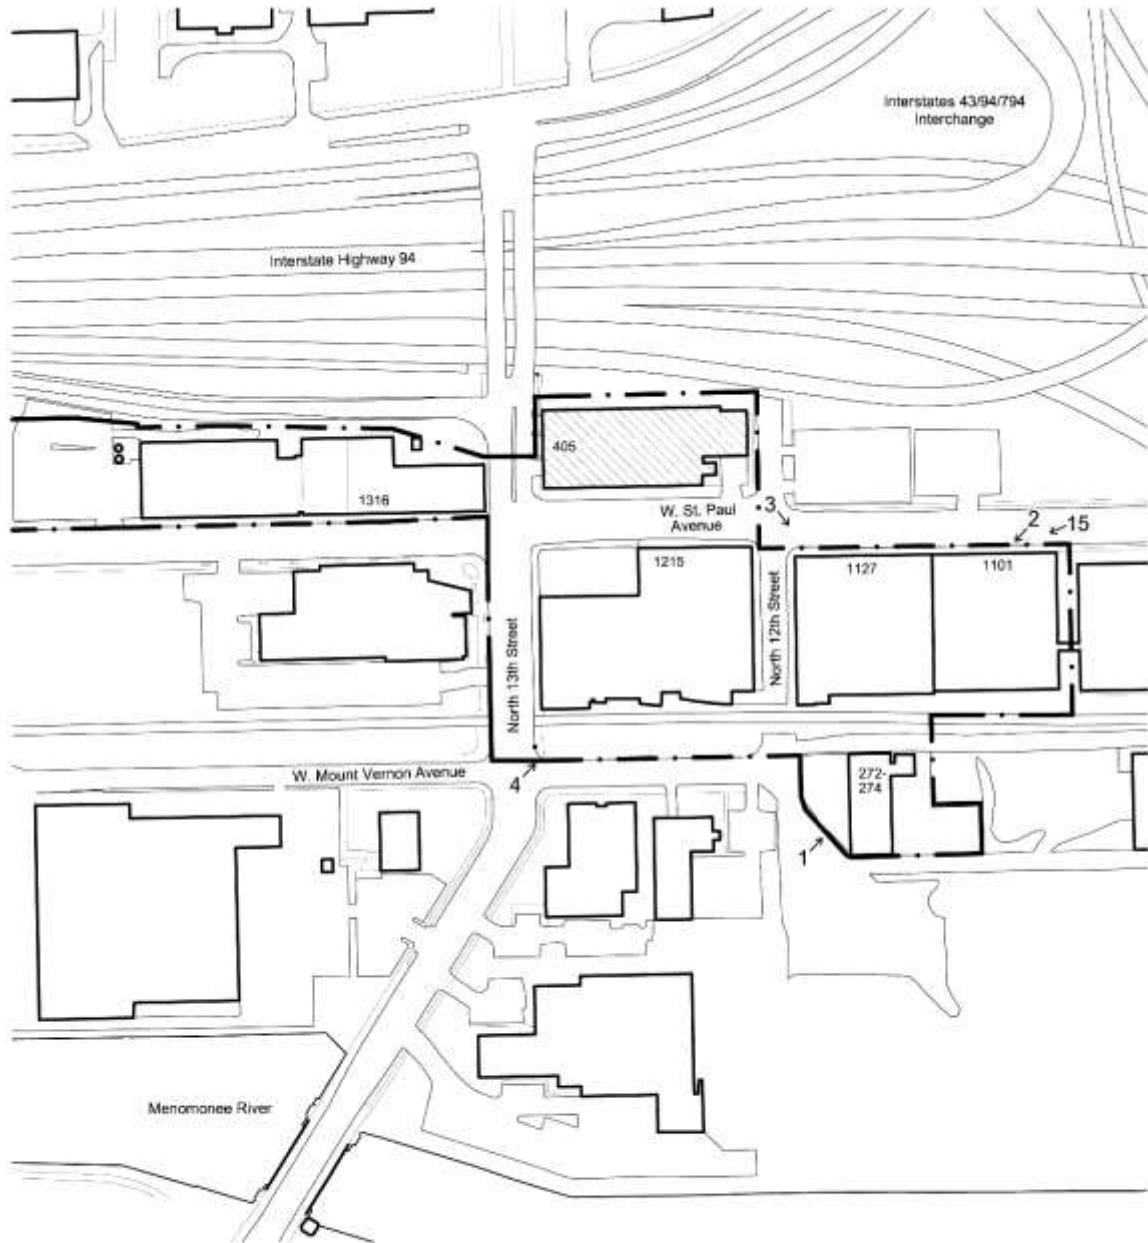 Interstates 43/94/794
Interchange
Interstate Highway 94
405
1316
W. St. Paul
Avenue
3
2
15
1215
1127
1101
North 13th Street
North 12th Street
W. Mount Vernon Avenue
4
272-
274
1
Menomonee River